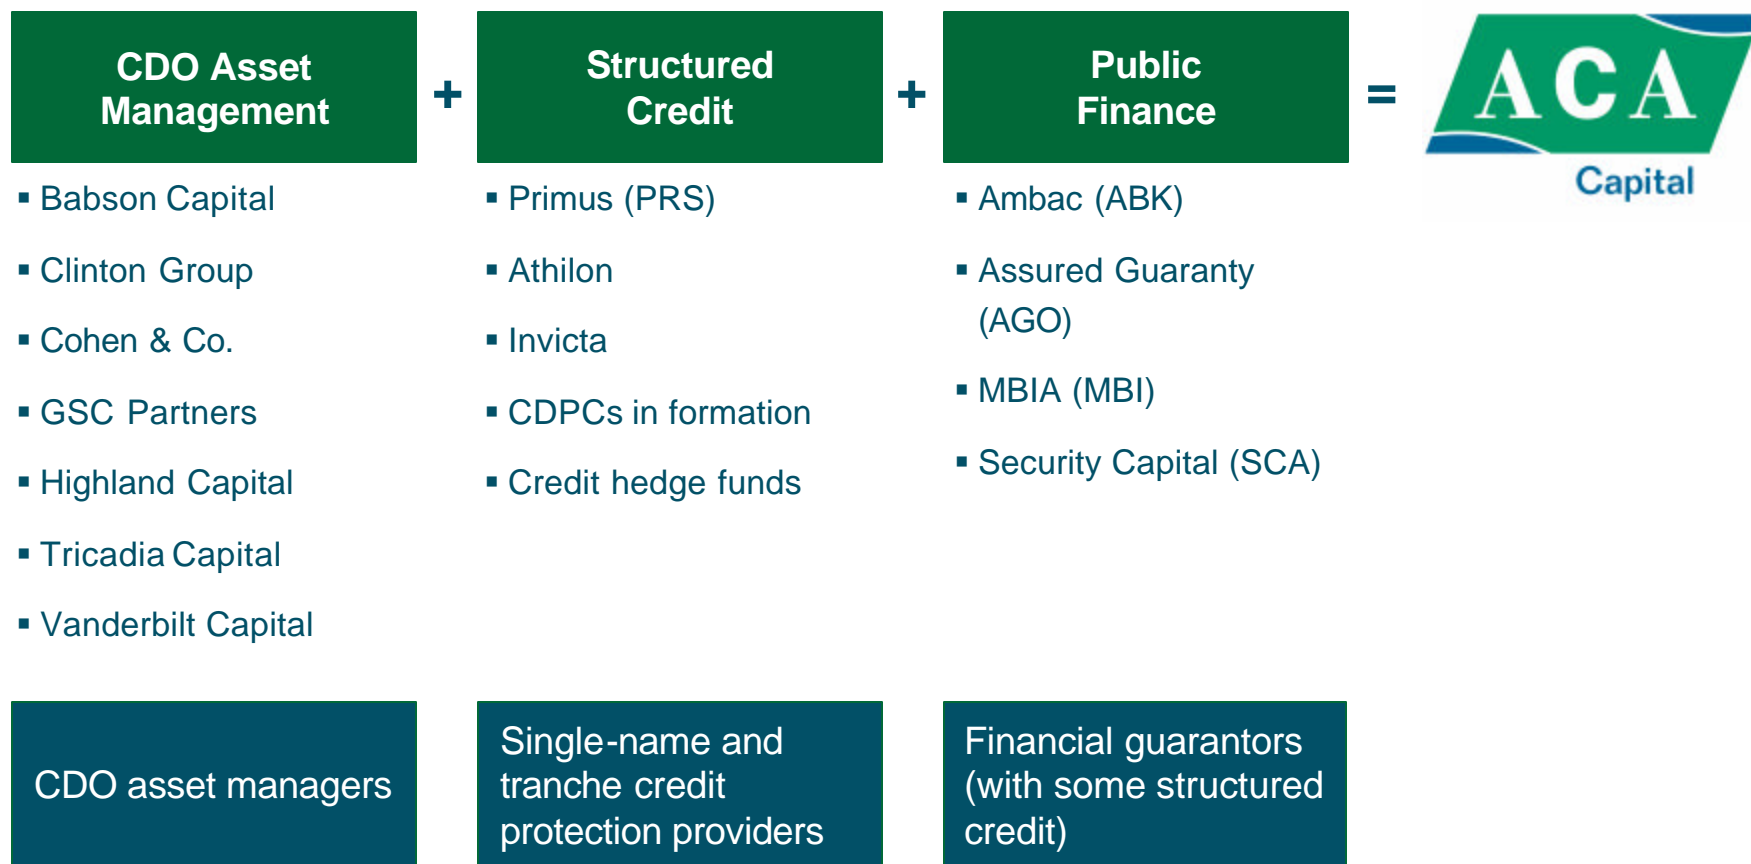 CDO Asset
Management
+
Structured
Credit
+
Public
Finance
=
ACA
Capital
▪ Babson Capital
▪ Clinton Group
▪ Cohen & Co.
▪ GSC Partners
▪ Highland Capital
▪ Tricadia Capital
▪ Vanderbilt Capital
▪ Primus (PRS)
▪ Athilon
▪ Invicta
▪ CDPCs in formation
▪ Credit hedge funds
▪ Ambac (ABK)
▪ Assured Guaranty
(AGO)
▪ MBIA (MBI)
▪ Security Capital (SCA)
CDO asset managers
Single-name and
tranche credit
protection providers
Financial guarantors
(with some structured
credit)